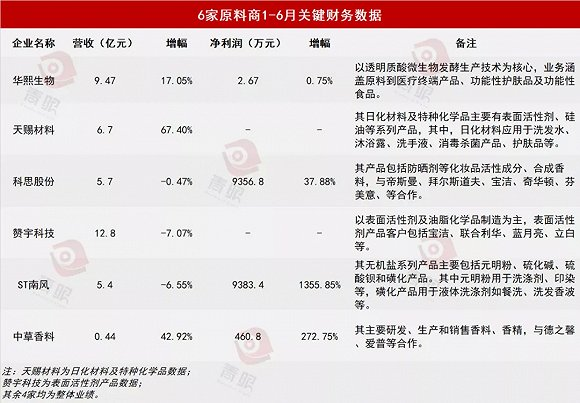 6家原料商1-6月关键财务数据
企业名称 营收（亿元） 增幅 净利润（万元） 增幅 备注
华熙生物 9.47 17.05% 2.67 0.75% 以透明质酸微生物发酵生产技术为核心，业务涵
盖原料到医疗终端产品、功能性护肤品及功能性
食品。
天赐材料 6.7 67.40% - - 其日化材料及特种化学品主要有表面活性剂、硅
油等系列产品，其中，日化材料应用于洗发水、
沐浴露、洗手液、消毒杀菌产品、护肤品等。
科思股份 5.7 -0.47% 9356.8 37.88% 其产品包括防晒剂等化妆品活性成分、合成香
料，与帝斯曼、拜尔斯道夫、宝洁、奇华顿、芬
美意、等合作。
赞宇科技 12.8 -7.07% - - 以表面活性剂及油脂化学品制造为主，表面活性
剂产品客户包括宝洁、联合利华、蓝月亮、立白
等。
ST南风 5.4 -6.55% 9383.4 1355.85% 其无机盐系列产品主要包括元明粉、硫化碱、硫
酸钡和磺化产品。其中元明粉用于洗涤剂、印染
等，磺化产品用于液体洗涤剂如餐洗、洗发香波
等。
中草香料 0.44 42.92% 460.8 272.75% 其主要研发、生产和销售香料、香精，与德之馨
、爱普等合作。
注：天赐材料为日化材料及特种化学品数据；
赞宇科技为表面活性剂产品数据；
其余4家均为整体业绩。
青眼